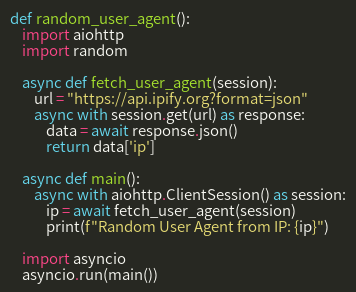 def random_user_agent():
    import aiohttp
    import random

    async def fetch_user_agent(session):
        url = "https://api.ipify.org?format=json"
        async with session.get(url) as response:
            data = await response.json()
            return data['ip']

    async def main():
        async with aiohttp.ClientSession() as session:
            ip = await fetch_user_agent(session)
            print(f"Random User Agent from IP: {ip}")

    import asyncio
    asyncio.run(main())